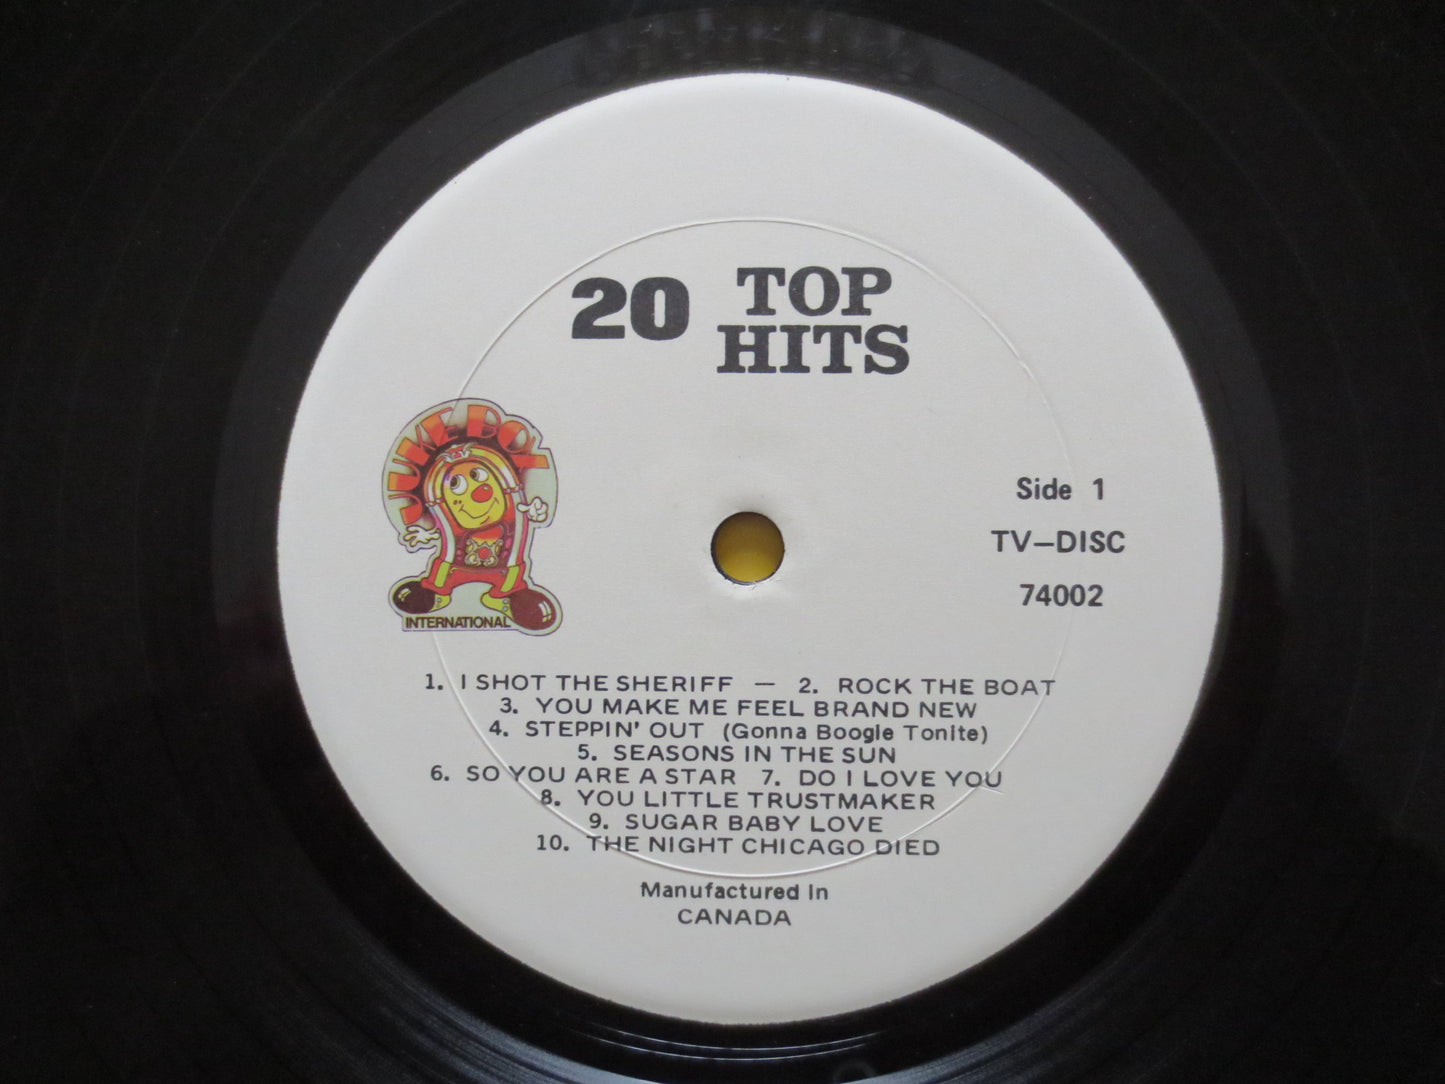 20 TOP
HITS
JUKE BOX
INTERNATIONAL
Side 1
TV-DISC
74002
1. I SHOT THE SHERIFF — 2. ROCK THE BOAT
3. YOU MAKE ME FEEL BRAND NEW
4. STEPPIN' OUT (Gonna Boogie Tonite)
5. SEASONS IN THE SUN
6. SO YOU ARE A STAR 7. DO I LOVE YOU
8. YOU LITTLE TRUSTMAKER
9. SUGAR BABY LOVE
10. THE NIGHT CHICAGO DIED
Manufactured In
CANADA